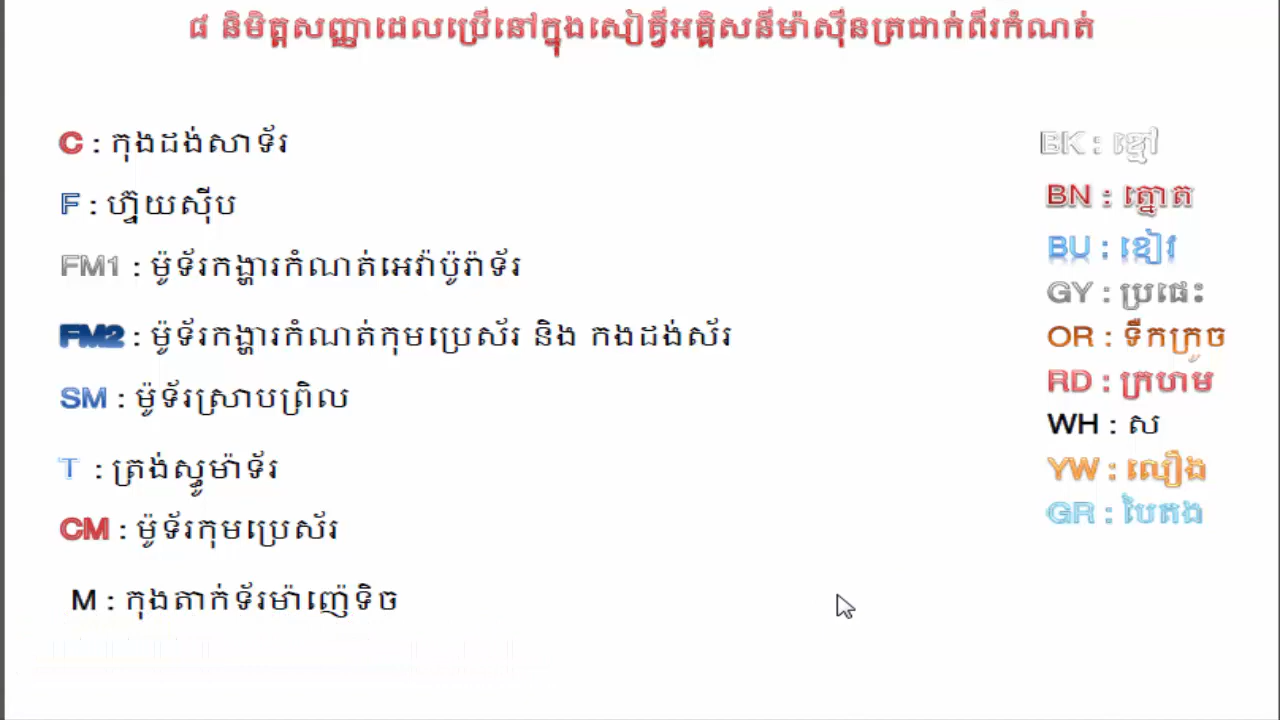 ៨ និមិត្តសញ្ញាដេលប្រើនៅក្នុងសៀគ្វីអគ្គិសនីម៉ាស៊ីនត្រជាក់ពីរកំណត់
C : កុងដង់សាទ័រ
F : ហ្វ៊ុយស៊ីប
FM1 : ម៉ូទ័រកង្ហារកំណត់អេវ៉ាប៉ូរ៉ាទ័រ
FM2 : ម៉ូទ័រកង្ហារកំណត់កុមប្រេស័រ និង កងដង់ស័រ
SM : ម៉ូទ័រស្រាបព្រិល
T : ត្រង់ស្វូម៉ាទ័រ
CM : ម៉ូទ័រកុមប្រេស័រ
M : កុងតាក់ទ័រម៉ាញ៉េទិច
BK : ខ្មៅ
BN : ត្នោត
BU : ខៀវ
GY : ប្រផេះ
OR : ទឹកក្រូច
RD : ក្រហាម
WH : ស
YW : លឿង
GR : បៃតង